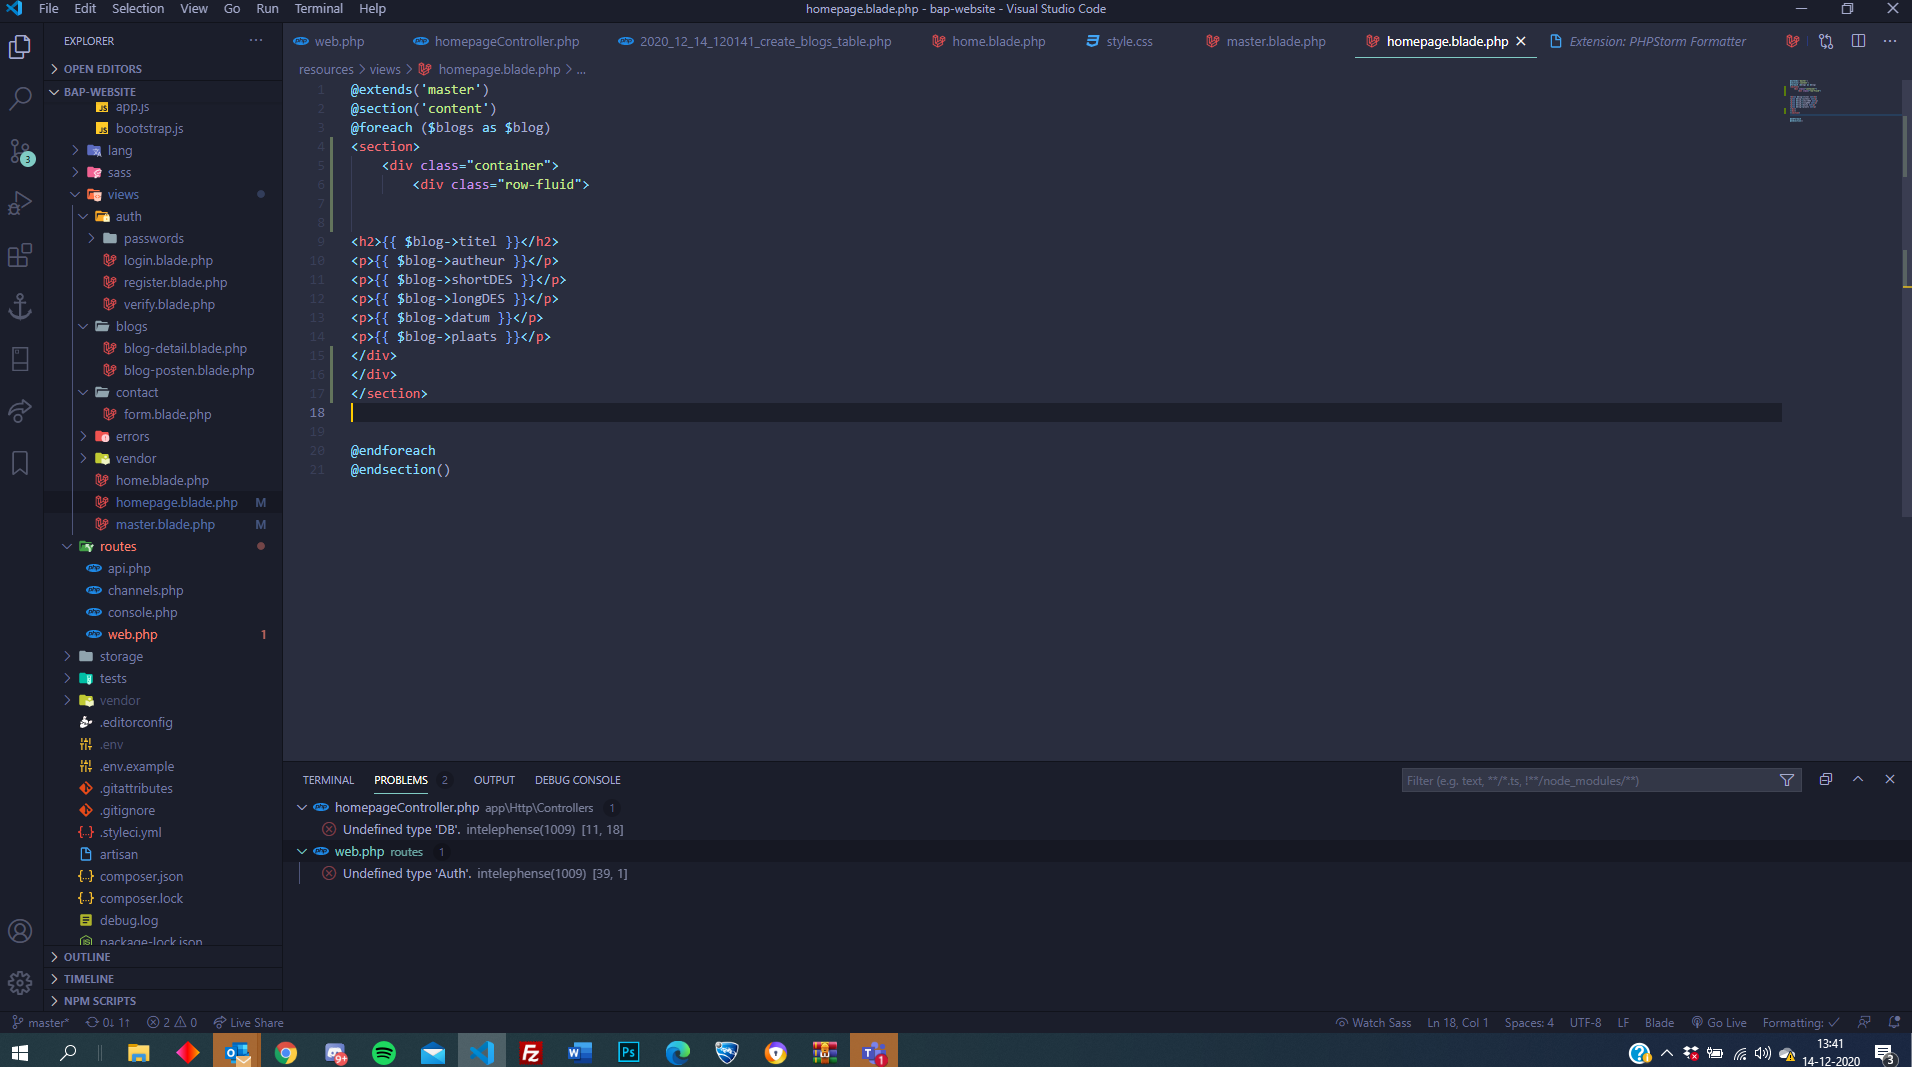 File Edit Selection View Go Run Terminal Help
homepage.blade.php - bap-website - Visual Studio Code
EXPLORER
web.php homepageController.php 2020_12_14_120141_create_blogs_table.php home.blade.php style.css master.blade.php homepage.blade.php Extension: PHPStorm Formatter
OPEN EDITORS
BAP-WEBSITE
app.js
bootstrap.js
lang
sass
views
auth
passwords
login.blade.php
register.blade.php
verify.blade.php
blogs
blog-detail.blade.php
blog-posten.blade.php
contact
form.blade.php
errors
vendor
home.blade.php
homepage.blade.php M
master.blade.php M
routes
api.php
channels.php
console.php
web.php 1
storage
tests
vendor
.editorconfig
.env
.env.example
.gitattributes
.gitignore
.styleci.yml
artisan
composer.json
composer.lock
debug.log
package-lock.json
OUTLINE
TIMELINE
NPM SCRIPTS
3
resources > views > homepage.blade.php > ...
1 @extends('master')
2 @section('content')
3 @foreach ($blogs as $blog)
4 <section>
5 <div class="container">
6 <div class="row-fluid">
7
8
9 <h2>{{ $blog->titel }}</h2>
10 <p>{{ $blog->autheur }}</p>
11 <p>{{ $blog->shortDES }}</p>
12 <p>{{ $blog->longDES }}</p>
13 <p>{{ $blog->datum }}</p>
14 <p>{{ $blog->plaats }}</p>
15 </div>
16 </div>
17 </section>
18
19
20 @endforeach
21 @endsection()
TERMINAL PROBLEMS 2 OUTPUT DEBUG CONSOLE
Filter (e.g. text, **/*.ts, !**/node_modules/**)
homepageController.php app\Http\Controllers 1
Undefined type 'DB'. intelephense(1009) [11, 18]
web.php routes 1
Undefined type 'Auth'. intelephense(1009) [39, 1]
master* 0↓ 1↑ 2 0 Live Share
Watch Sass Ln 18, Col 1 Spaces: 4 UTF-8 LF Blade Go Live Formatting: ✓
13:41
14-12-2020
3